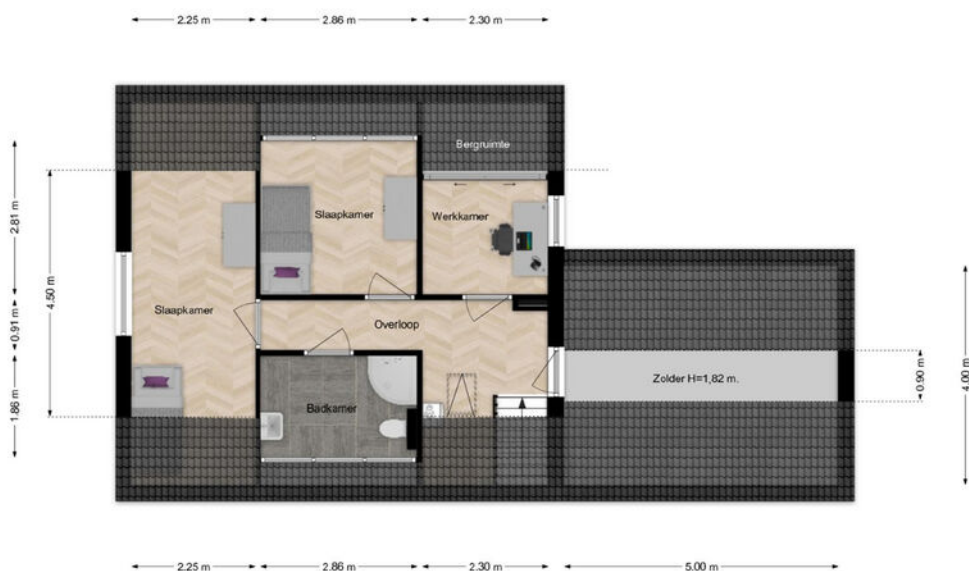 2.25 m
2.86 m
2.30 m
Bergruimte
Slaapkamer
Werkkamer
2.81 m
4.50 m
Slaapkamer
0.91 m
Overloop
Zolder H=1,82 m.
0.90 m
4.00 m
1.86 m
Badkamer
2.25 m
2.86 m
2.30 m
5.00 m